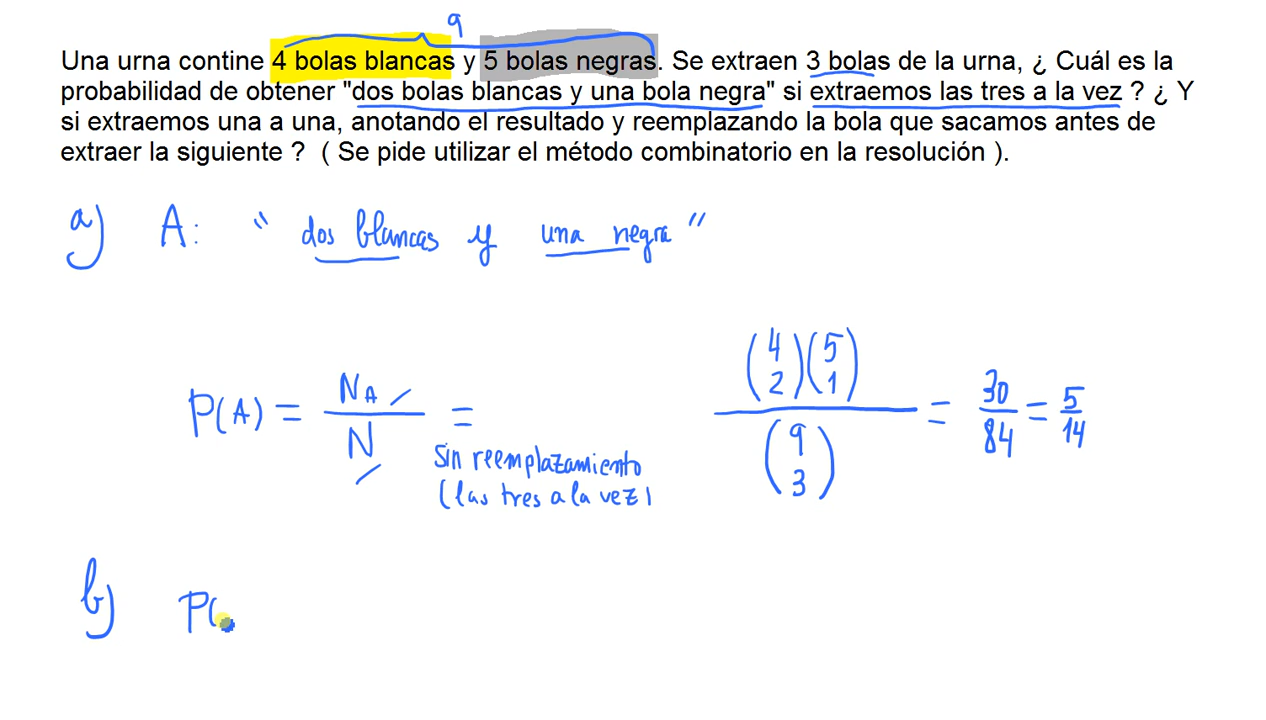 9
Una urna contine 4 bolas blancas y 5 bolas negras. Se extraen 3 bolas de la urna, ¿ Cuál es la
probabilidad de obtener "dos bolas blancas y una bola negra" si extraemos las tres a la vez ? ¿ Y
si extraemos una a una, anotando el resultado y reemplazando la bola que sacamos antes de
extraer la siguiente ? ( Se pide utilizar el método combinatorio en la resolución ).
a) A: " dos blancas y una negra "
P(A) = N_A / N = sin reemplazamiento (las tres a la vez) (4 2)(5 1) / (9 3) = 30/84 = 5/14
b) P(